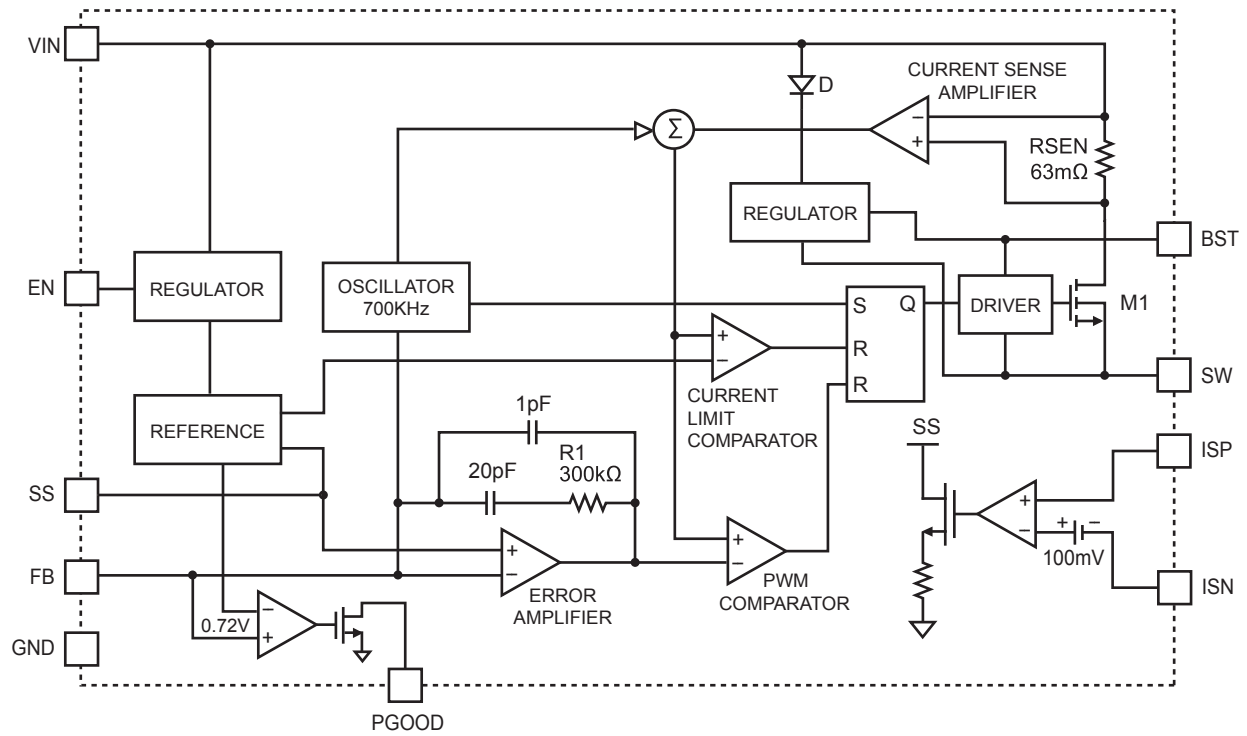 VIN
CURRENT SENSE
AMPLIFIER
D
Σ
−
+
RSEN
63mΩ
REGULATOR
BST
EN
REGULATOR
OSCILLATOR
700KHz
S
Q
R
R
DRIVER
M1
+
−
SW
CURRENT
LIMIT
COMPARATOR
REFERENCE
1pF
20pF
R1
300kΩ
SS
ISP
SS
+
−
+
−
100mV
+
−
ERROR
AMPLIFIER
+
−
PWM
COMPARATOR
FB
ISN
0.72V
−
+
GND
PGOOD